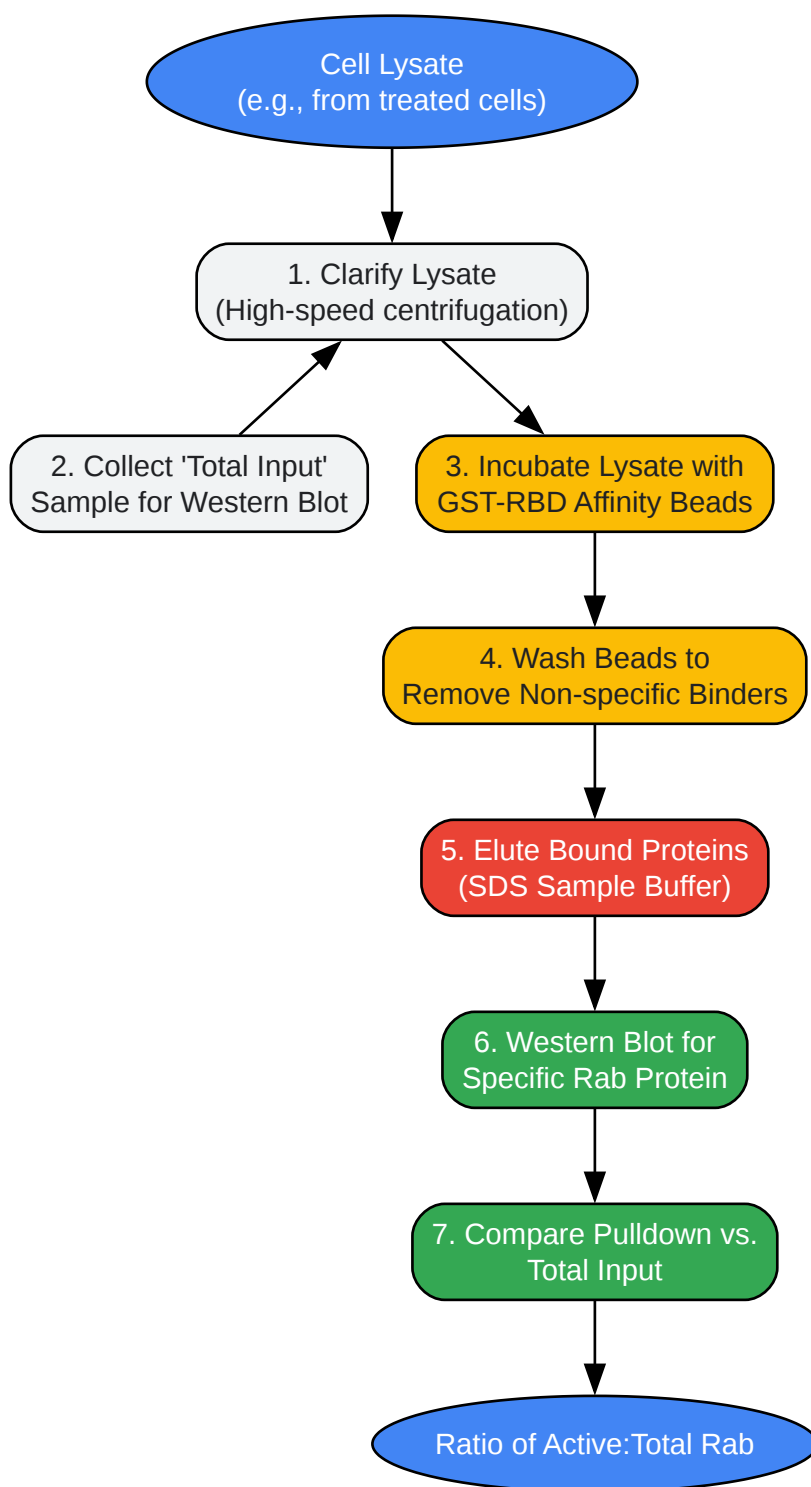 Cell Lysate
(e.g., from treated cells)
1. Clarify Lysate
(High-speed centrifugation)
2. Collect 'Total Input'
Sample for Western Blot
3. Incubate Lysate with
GST-RBD Affinity Beads
4. Wash Beads to
Remove Non-specific Binders
5. Elute Bound Proteins
(SDS Sample Buffer)
6. Western Blot for
Specific Rab Protein
7. Compare Pulldown vs.
Total Input
Ratio of Active:Total Rab